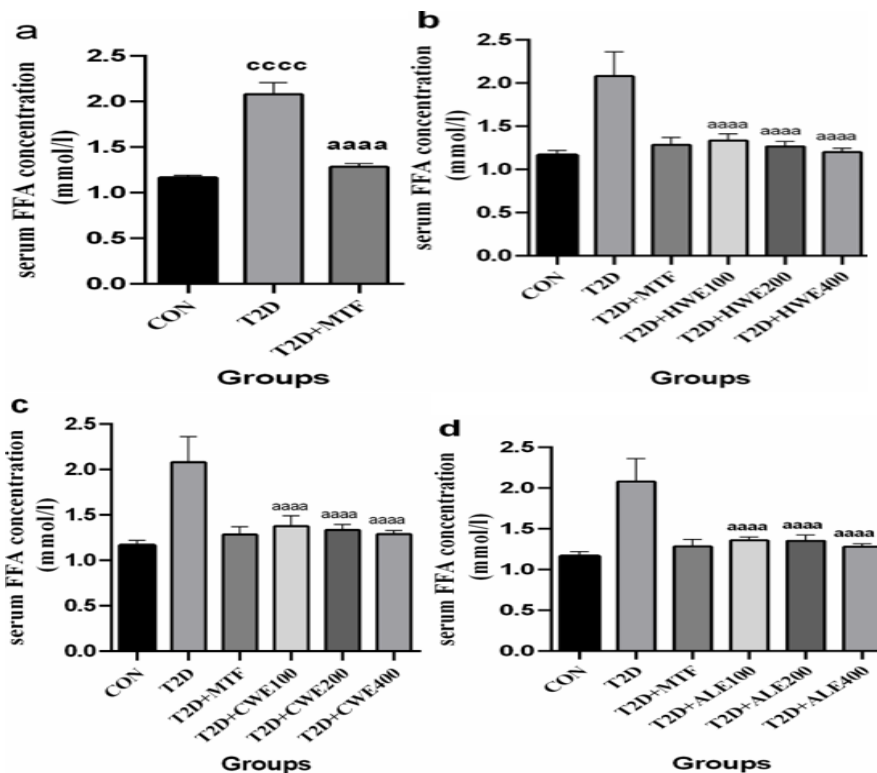 a
serum FFA concentration
(mmol/l)
2.5
2.0
1.5
1.0
0.5
0.0
cccc
aaaa
CON
T2D
T2D+MTF
Groups
b
serum FFA concentration
(mmol/l)
2.5
2.0
1.5
1.0
0.5
0.0
aaaa
aaaa
aaaa
CON
T2D
T2D+MTF
T2D+HWE100
T2D+HWE200
T2D+HWE400
Groups
c
serum FFA concentration
(mmol/l)
2.5
2.0
1.5
1.0
0.5
0.0
aaaa
aaaa
aaaa
CON
T2D
T2D+MTF
T2D+CWE100
T2D+CWE200
T2D+CWE400
Groups
d
serum FFA concentration
(mmol/l)
2.5
2.0
1.5
1.0
0.5
0.0
aaaa
aaaa
aaaa
CON
T2D
T2D+MTF
T2D+ALE100
T2D+ALE200
T2D+ALE400
Groups